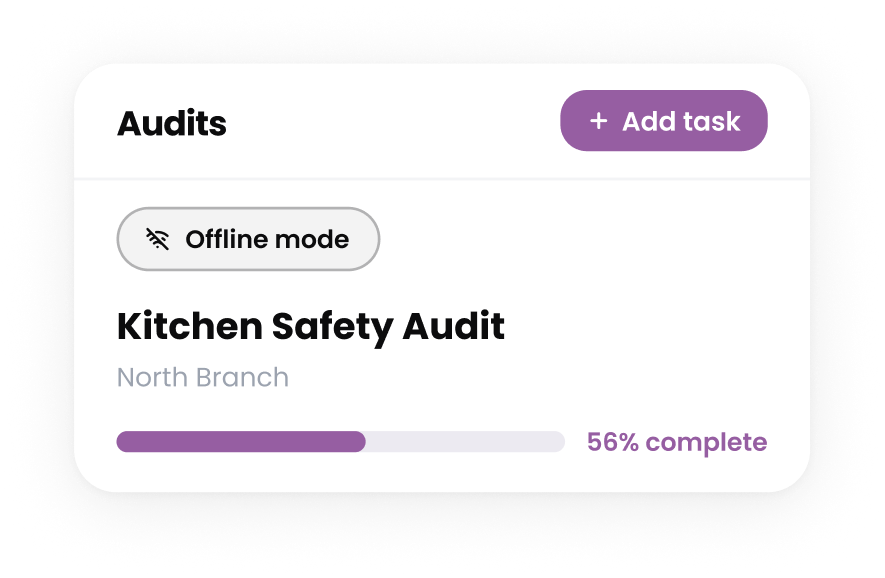 Audits
+ Add task
Offline mode
Kitchen Safety Audit
North Branch
56% complete